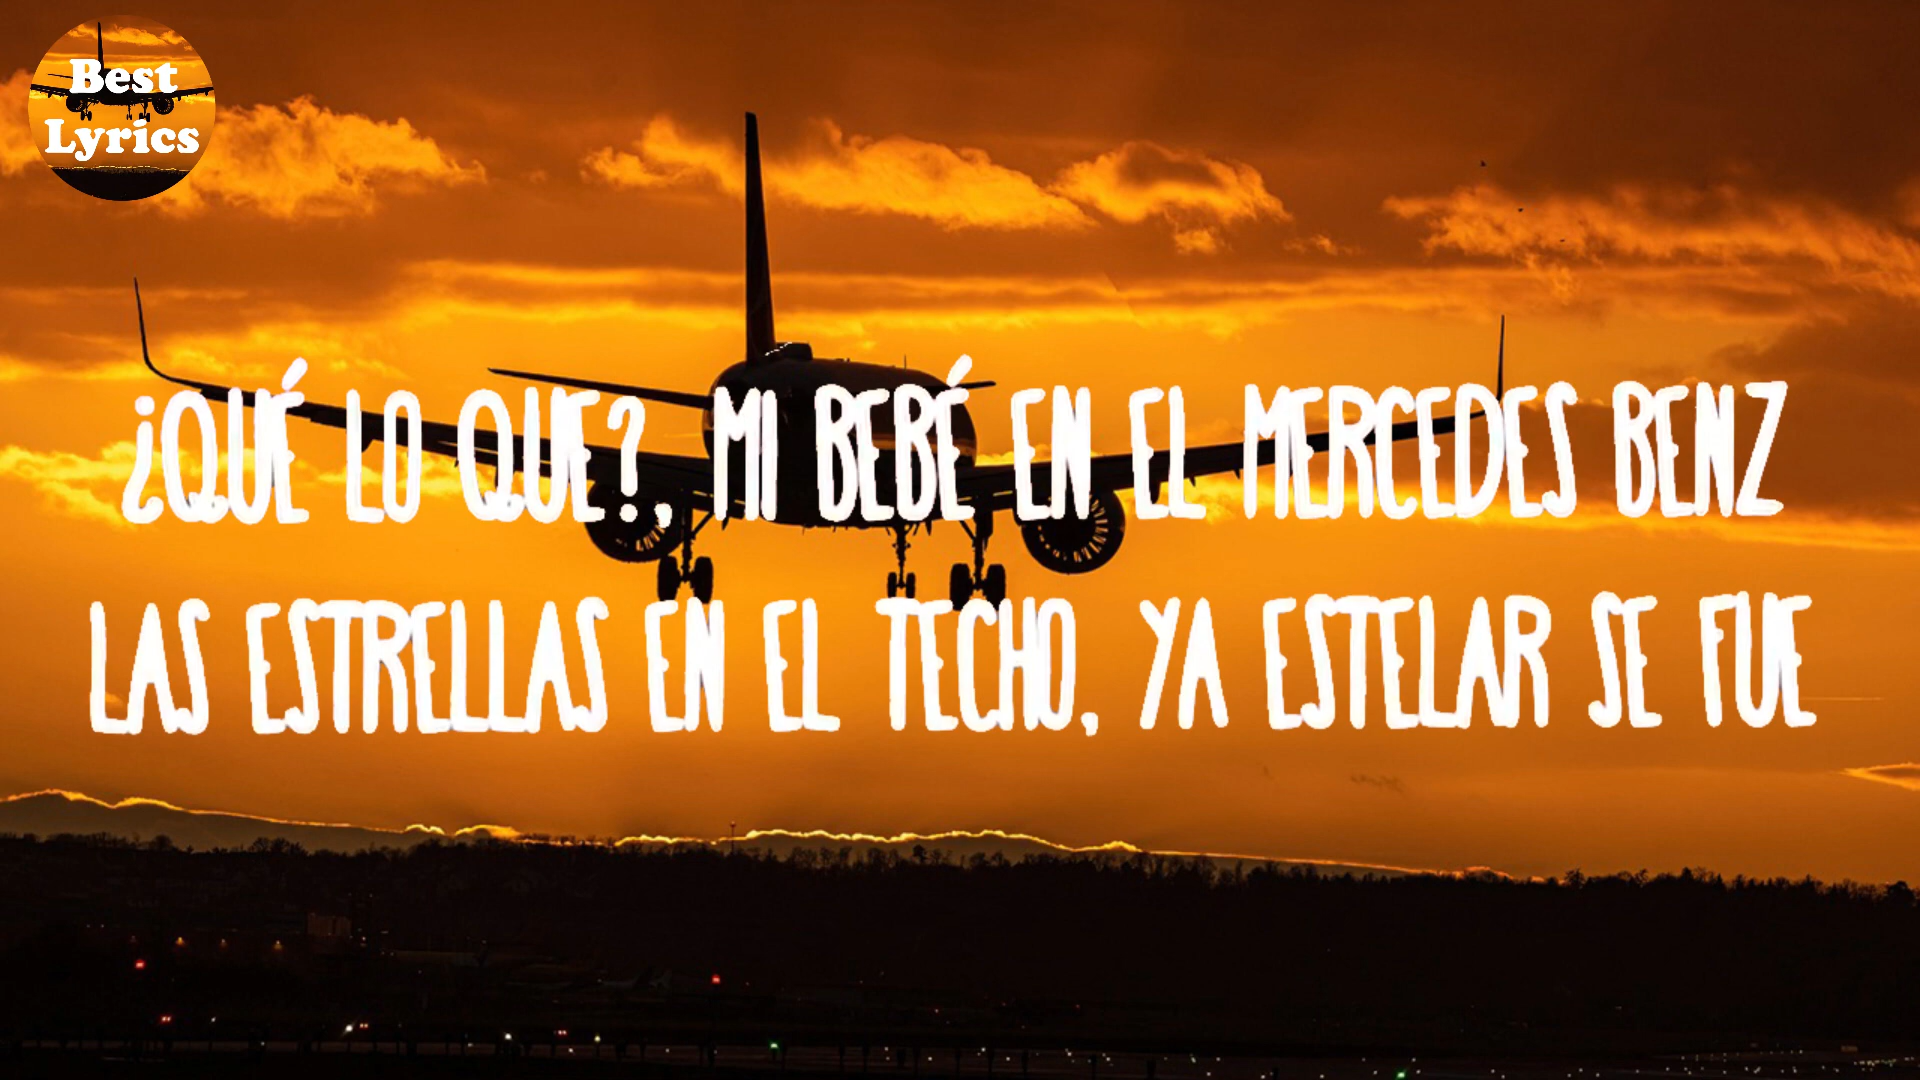 Best
Lyrics
¿QUÉ LO QUE?, MI BEBÉ EN EL MERCEDES BENZ
LAS ESTRELLAS EN EL TECHO, YA ESTELAR SE FUE